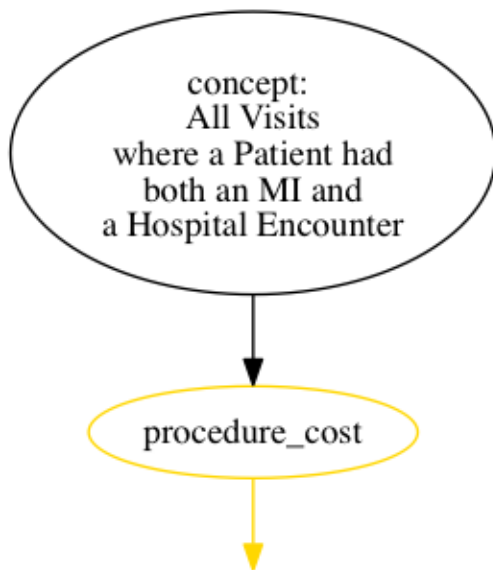 concept:
All Visits
where a Patient had
both an MI and
a Hospital Encounter
procedure_cost